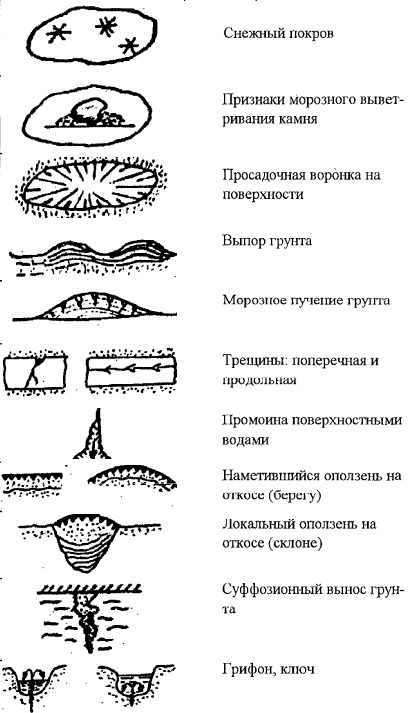 Снежный покров
Признаки морозного вывет-
ривания камня
Просадочная воронка на
поверхности
Выпор грунта
Морозное пучение грунта
Трещины: поперечная и
продольная
Промоина поверхностными
водами
Наметившийся оползень на
откосе (берегу)
Локальный оползень на
откосе (склоне)
Суффозионный вынос грун-
та
Грифон, ключ